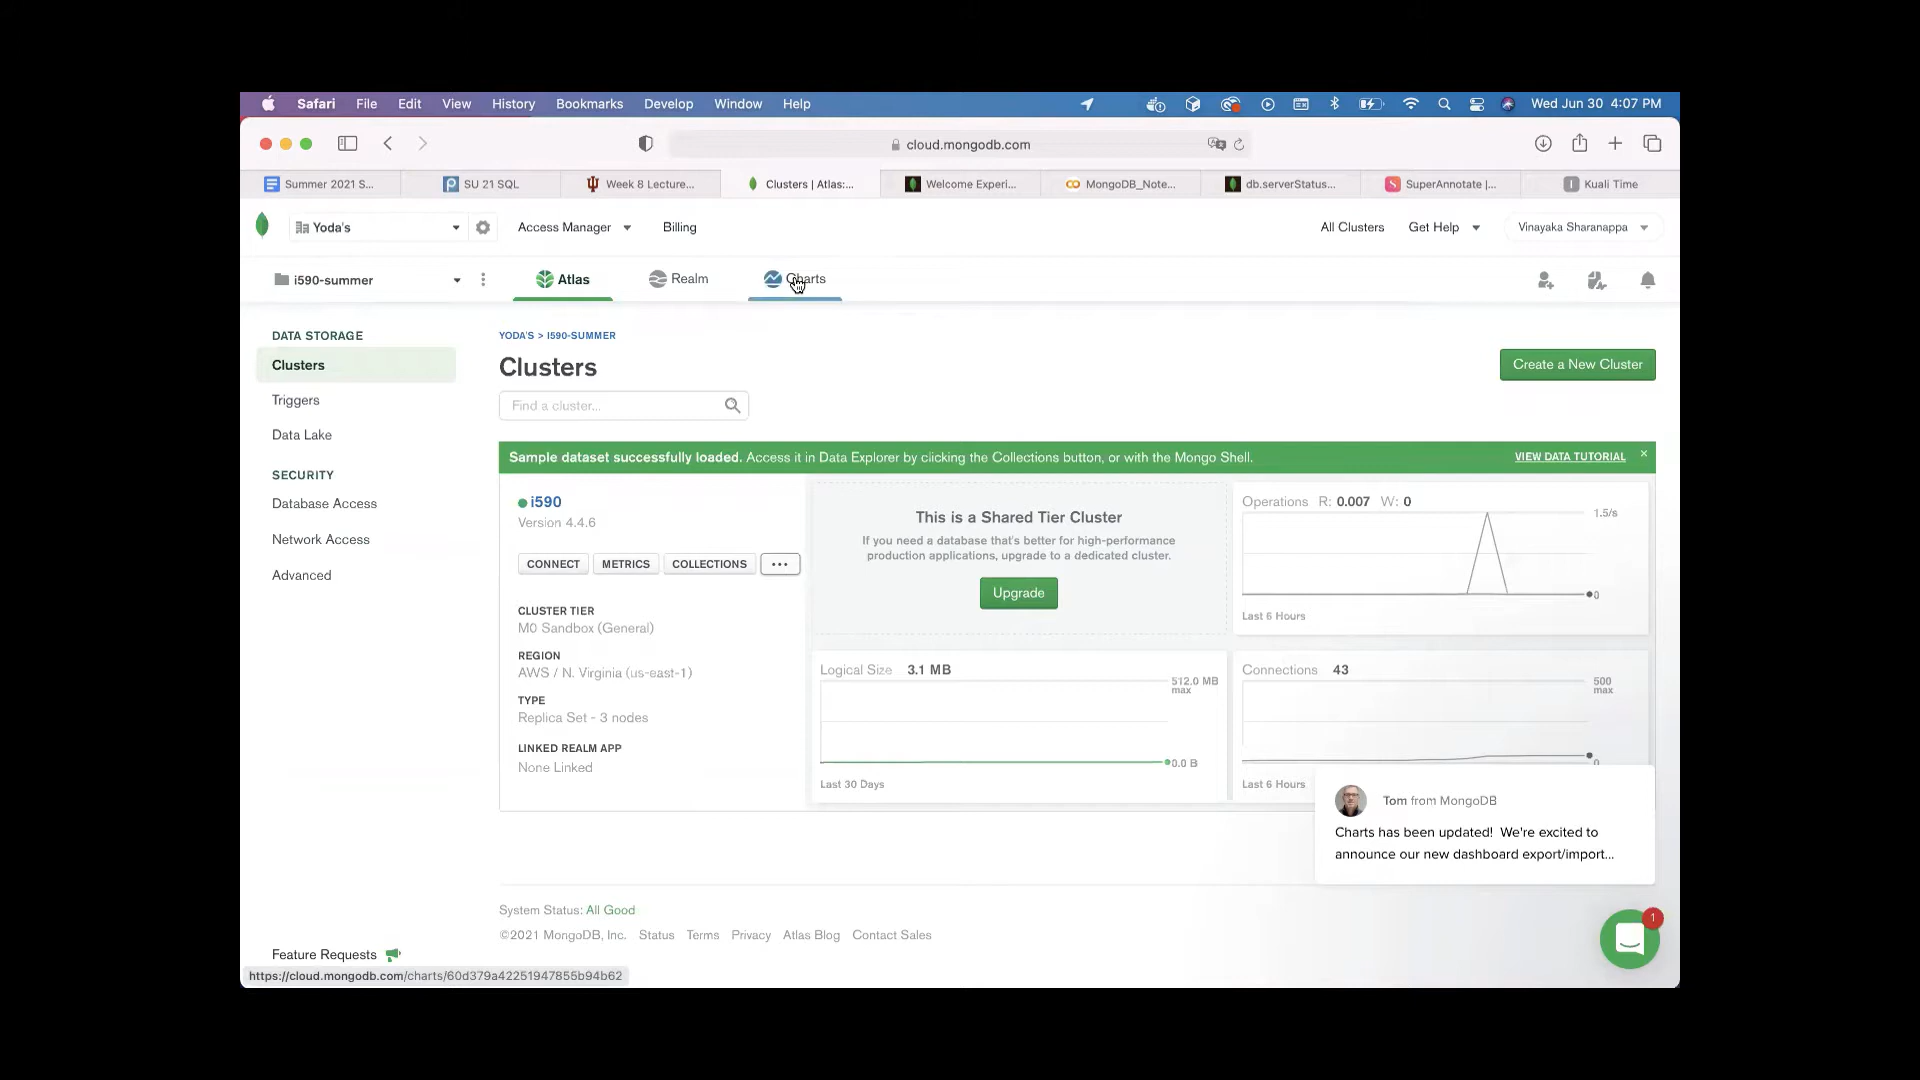 Safari File Edit View History Bookmarks Develop Window Help Wed Jun 30 4:07 PM
cloud.mongodb.com
Summer 2021 S... SU 21 SQL Week 8 Lecture... Clusters | Atlas:... Welcome Experi... MongoDB_Note... db.serverStatus... SuperAnnotate |... Kuali Time
Yoda's Access Manager Billing All Clusters Get Help Vinayaka Sharanappa
i590-summer Atlas Realm Charts
DATA STORAGE
Clusters
Triggers
Data Lake
SECURITY
Database Access
Network Access
Advanced
YODA'S > I590-SUMMER
Clusters
Create a New Cluster
Find a cluster...
Sample dataset successfully loaded. Access it in Data Explorer by clicking the Collections button, or with the Mongo Shell. VIEW DATA TUTORIAL ×
i590
Version 4.4.6
CONNECT METRICS COLLECTIONS ...
CLUSTER TIER
M0 Sandbox (General)
REGION
AWS / N. Virginia (us-east-1)
TYPE
Replica Set - 3 nodes
LINKED REALM APP
None Linked
This is a Shared Tier Cluster
If you need a database that's better for high-performance
production applications, upgrade to a dedicated cluster.
Upgrade
Operations R: 0.007 W: 0
1.5/s
0
Last 6 Hours
Logical Size 3.1 MB
512.0 MB
max
0.0 B
Last 30 Days
Connections 43
500
max
0
Last 6 Hours
Tom from MongoDB
Charts has been updated! We're excited to
announce our new dashboard export/import...
1
System Status: All Good
©2021 MongoDB, Inc. Status Terms Privacy Atlas Blog Contact Sales
Feature Requests
https://cloud.mongodb.com/charts/60d379a42251947855b94b62